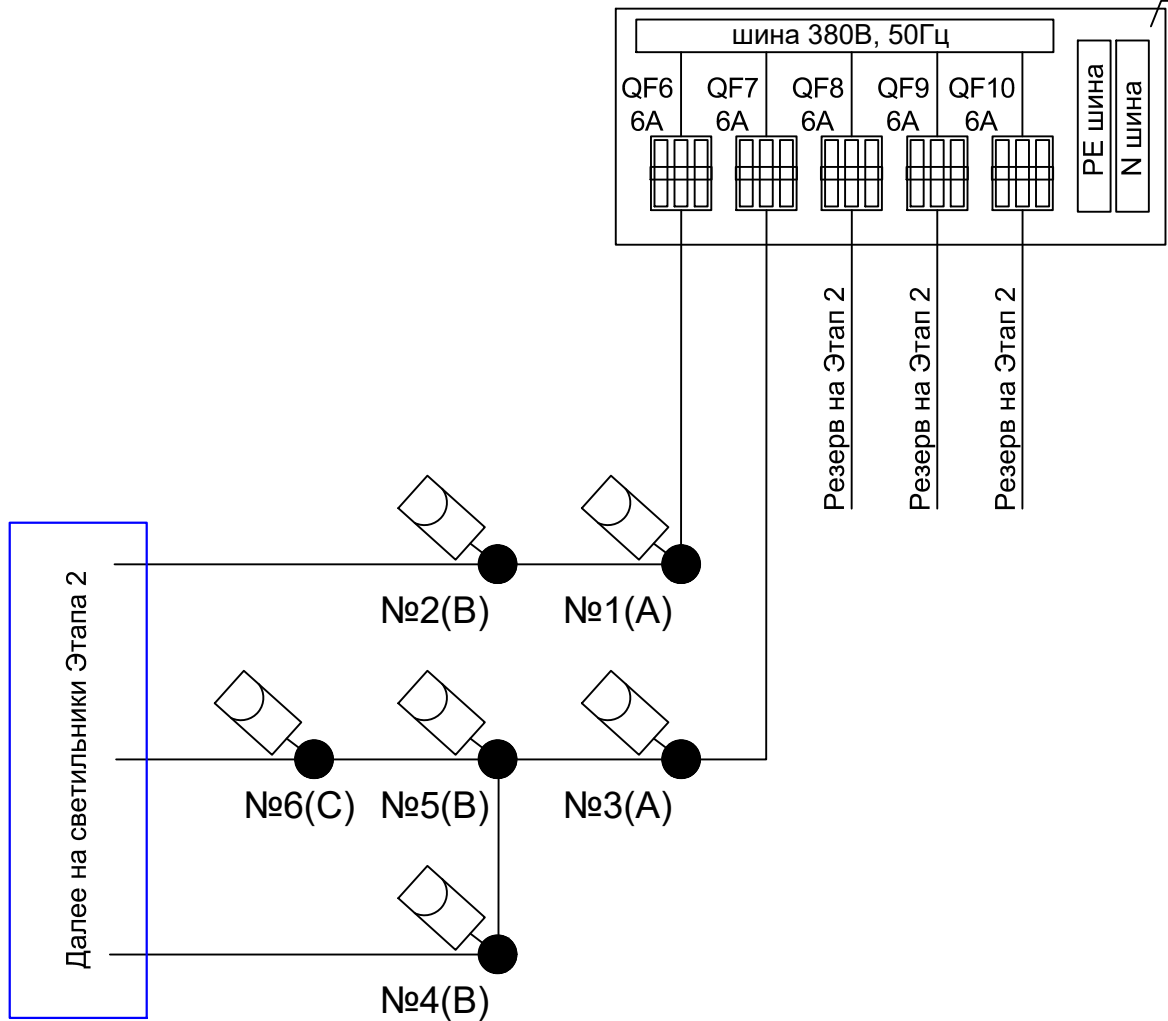 шина 380В, 50Гц
QF6 QF7 QF8 QF9 QF10
6А 6А 6А 6А 6А
PE шина
N шина
Резерв на Этап 2
Резерв на Этап 2
Резерв на Этап 2
№2(В) №1(А)
Далее на светильники Этапа 2
№6(С) №5(В) №3(А)
№4(В)